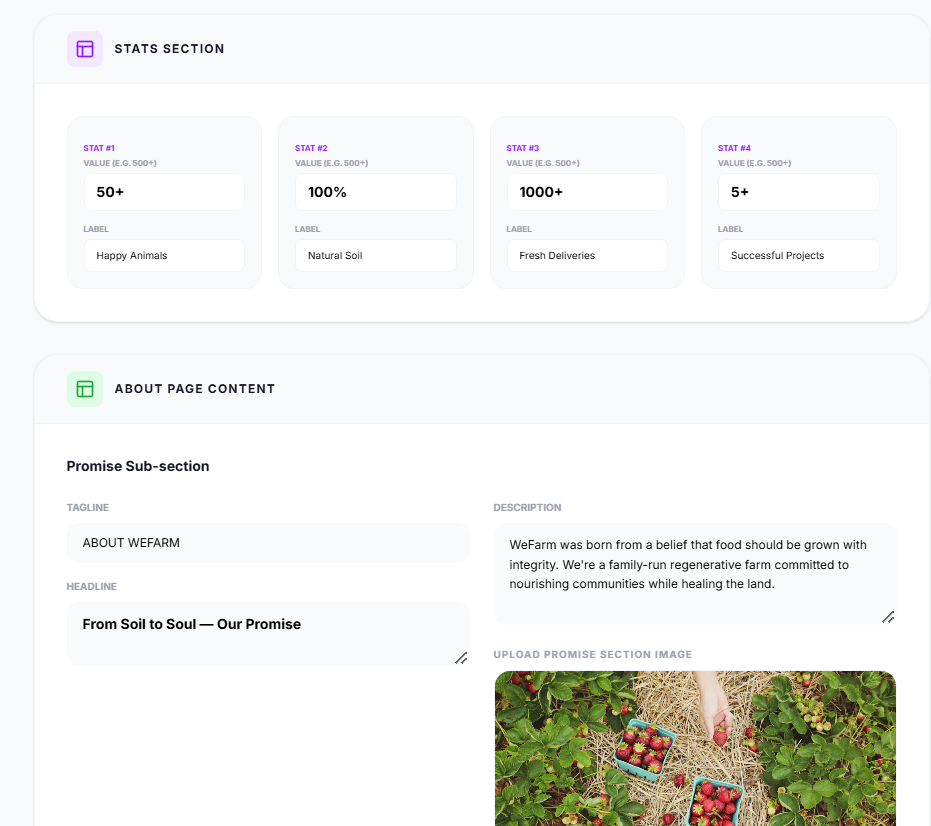 STATS SECTION
STAT #1
VALUE (E.G. 500+)
50+
LABEL
Happy Animals
STAT #2
VALUE (E.G. 500+)
100%
LABEL
Natural Soil
STAT #3
VALUE (E.G. 500+)
1000+
LABEL
Fresh Deliveries
STAT #4
VALUE (E.G. 500+)
5+
LABEL
Successful Projects
ABOUT PAGE CONTENT
Promise Sub-section
TAGLINE
ABOUT WEFARM
HEADLINE
From Soil to Soul — Our Promise
DESCRIPTION
WeFarm was born from a belief that food should be grown with
integrity. We're a family-run regenerative farm committed to
nourishing communities while healing the land.
UPLOAD PROMISE SECTION IMAGE